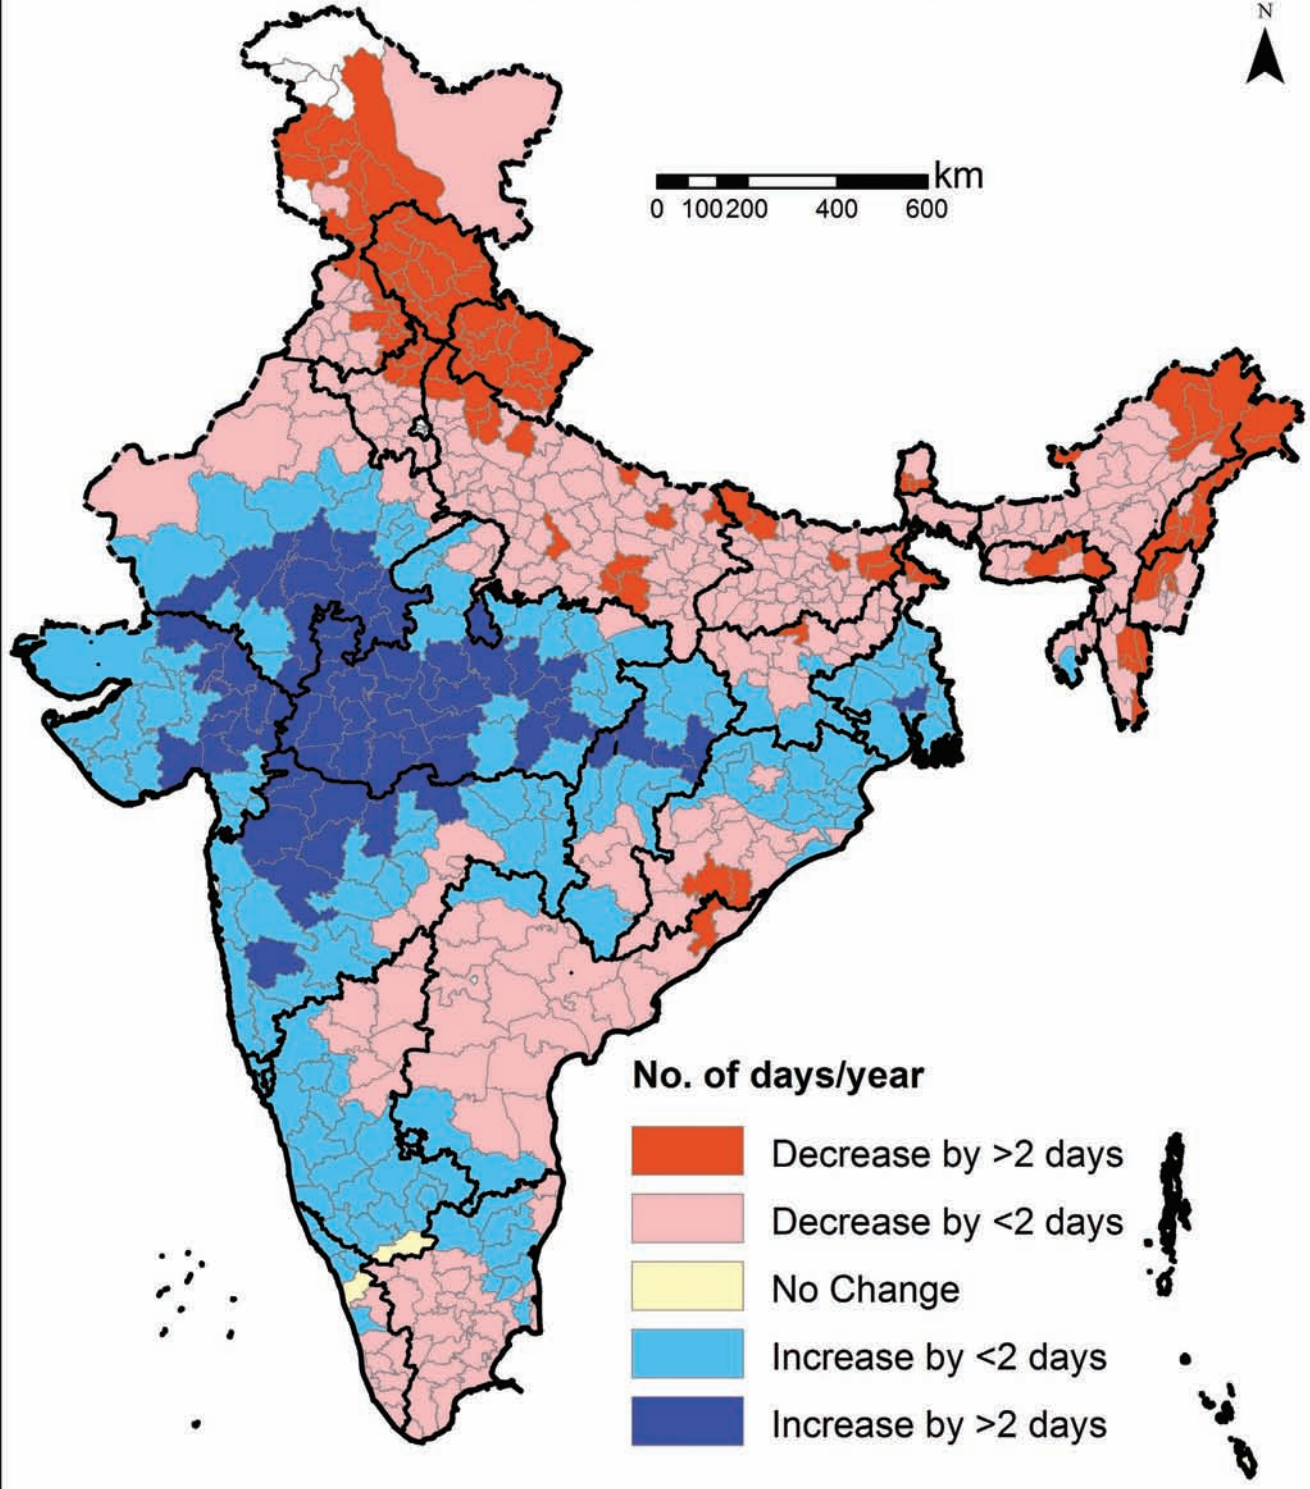 N
km
0 100 200 400 600
No. of days/year
Decrease by >2 days
Decrease by <2 days
No Change
Increase by <2 days
Increase by >2 days